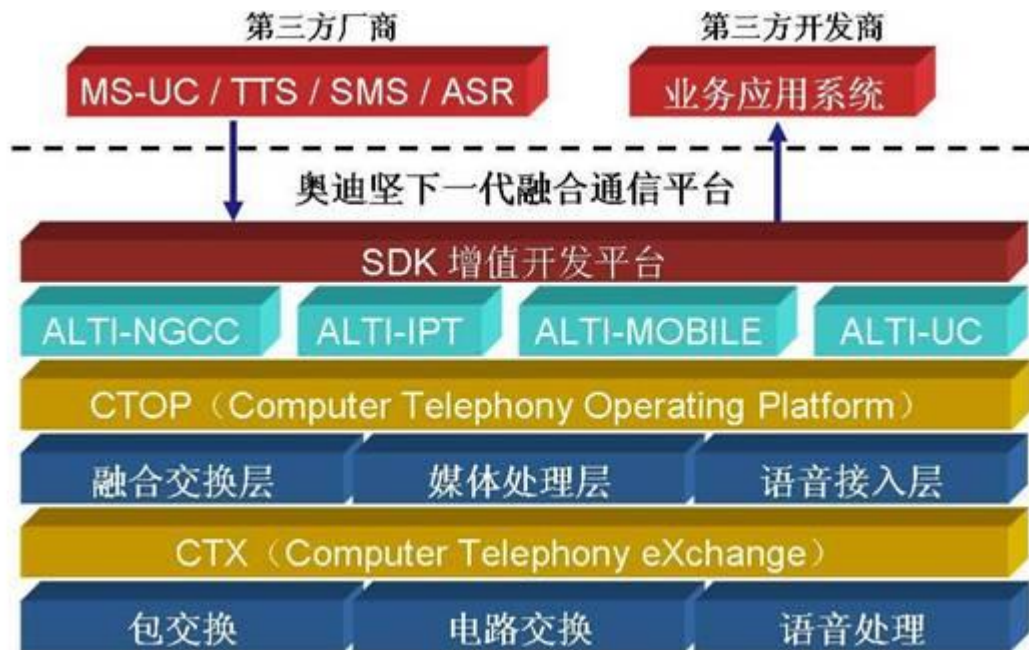 第三方厂商
第三方开发商
MS-UC / TTS / SMS / ASR
业务应用系统
奥迪坚下一代融合通信平台
SDK 增值开发平台
ALTI-NGCC
ALTI-IPT
ALTI-MOBILE
ALTI-UC
CTOP（Computer Telephony Operating Platform）
融合交换层
媒体处理层
语音接入层
CTX（Computer Telephony eXchange）
包交换
电路交换
语音处理